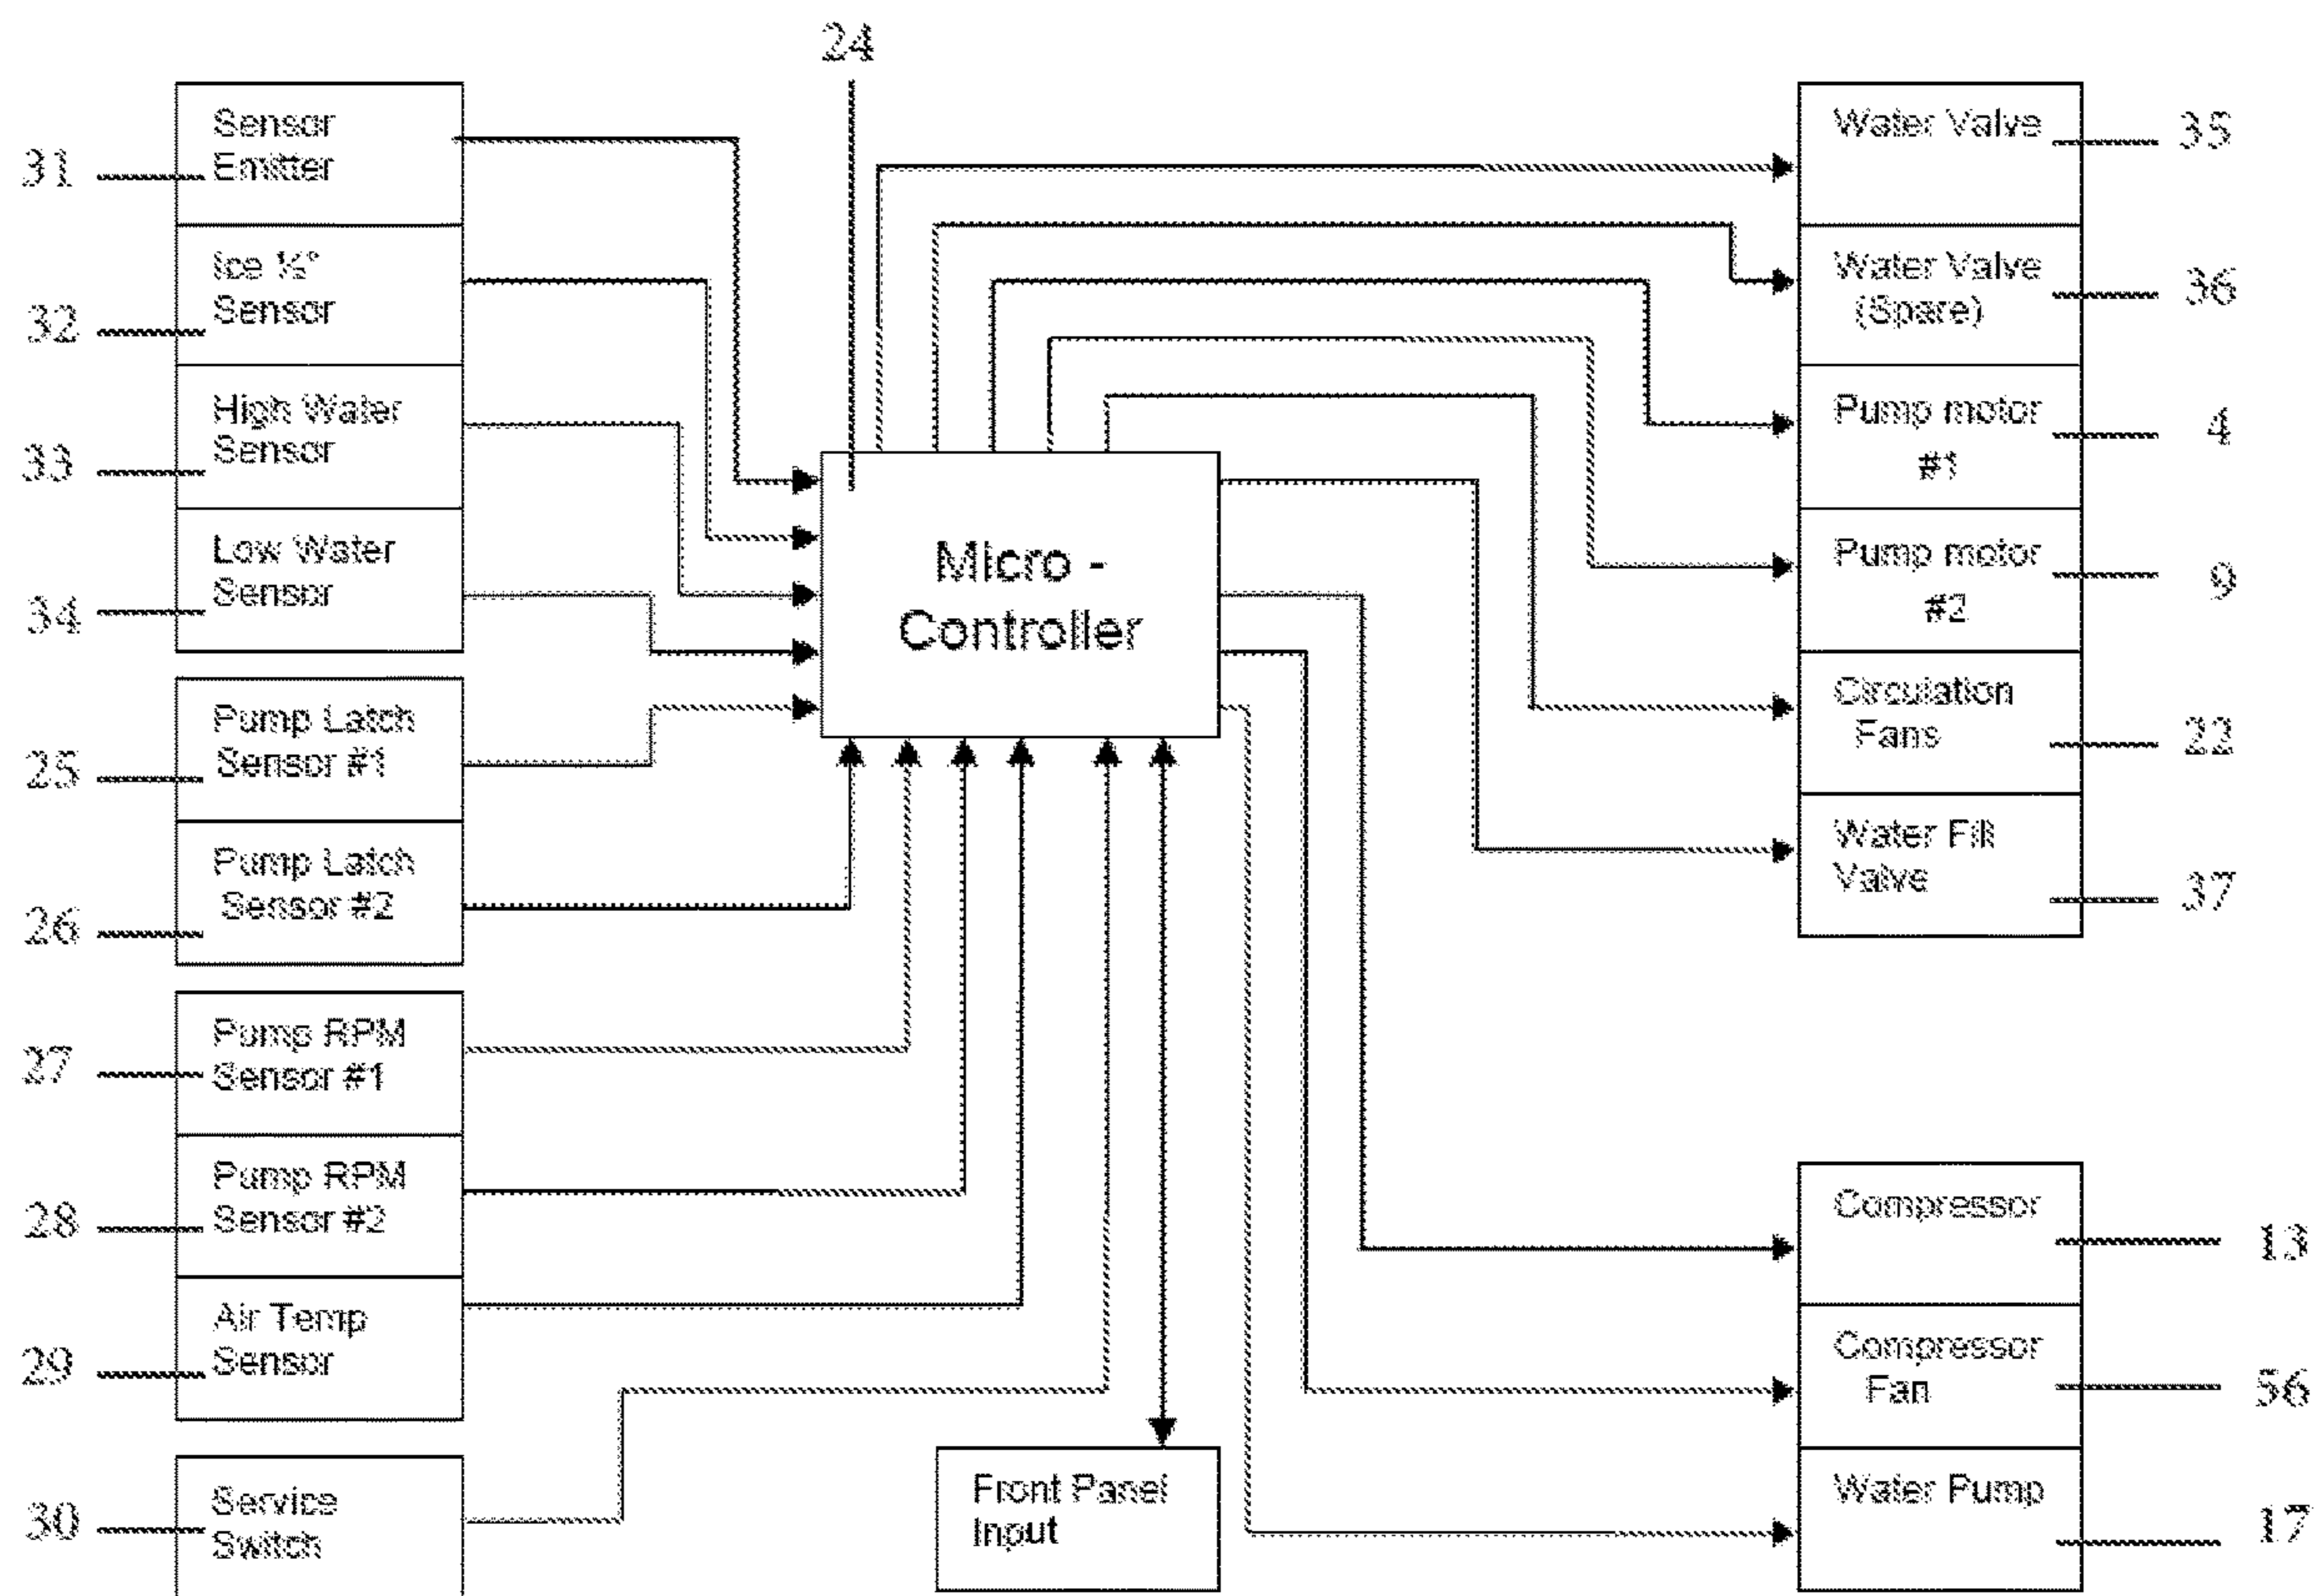 24
Sensor
Emitter
31
Ice ½"
Sensor
32
High Water
Sensor
33
Low Water
Sensor
34
Pump Latch
Sensor #1
25
Pump Latch
Sensor #2
26
Pump RPM
Sensor #1
27
Pump RPM
Sensor #2
28
Air Temp
Sensor
29
Service
Switch
30
Micro -
Controller
Front Panel
Input
Water Valve
35
Water Valve
(Spare)
36
Pump motor
#1
4
Pump motor
#2
9
Circulation
Fans
22
Water Fill
Valve
37
Compressor
13
Compressor
Fan
56
Water Pump
17